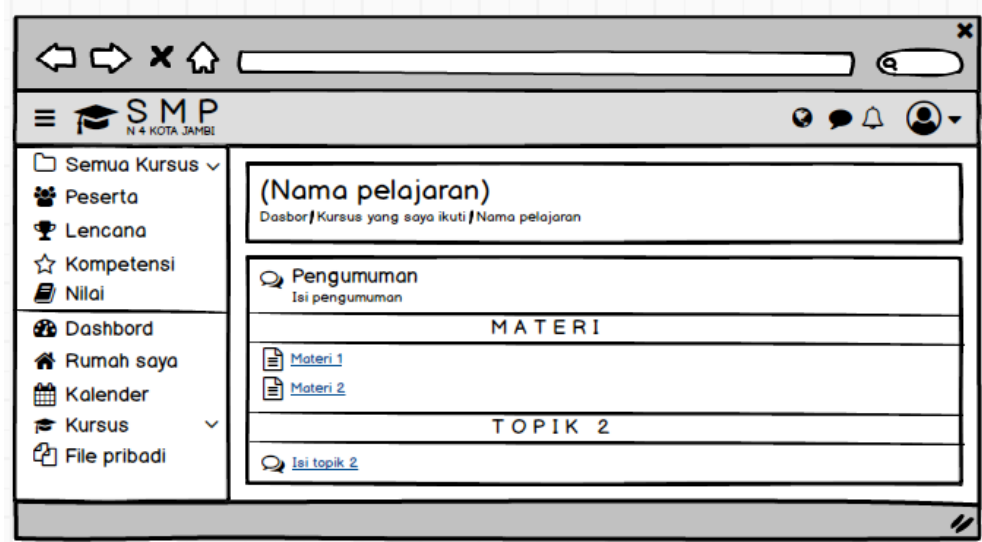 SMP
N 4 KOTA JAMBI
Semua Kursus
Peserta
Lencana
Kompetensi
Nilai
Dashbord
Rumah saya
Kalender
Kursus
File pribadi
(Nama pelajaran)
Dasbor/Kursus yang saya ikuti/Nama pelajaran
Pengumuman
Isi pengumuman
MATERI
Materi 1
Materi 2
TOPIK 2
Isi topik 2